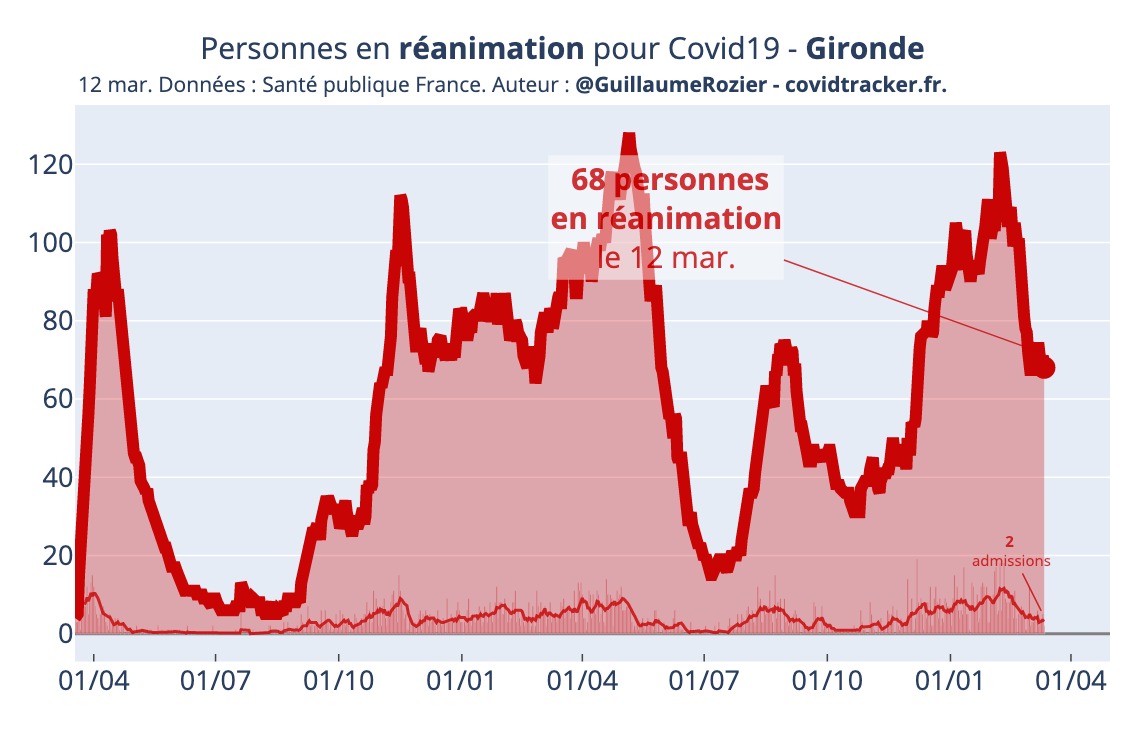 Personnes en réanimation pour Covid19 - Gironde
12 mar. Données : Santé publique France. Auteur : @GuillaumeRozier - covidtracker.fr.
120
68 personnes
en réanimation
100
le 12 mar.
80
60
40
2
20
admissions
0
01/04 01/07 01/10 01/01 01/04 01/07 01/10 01/01 01/04